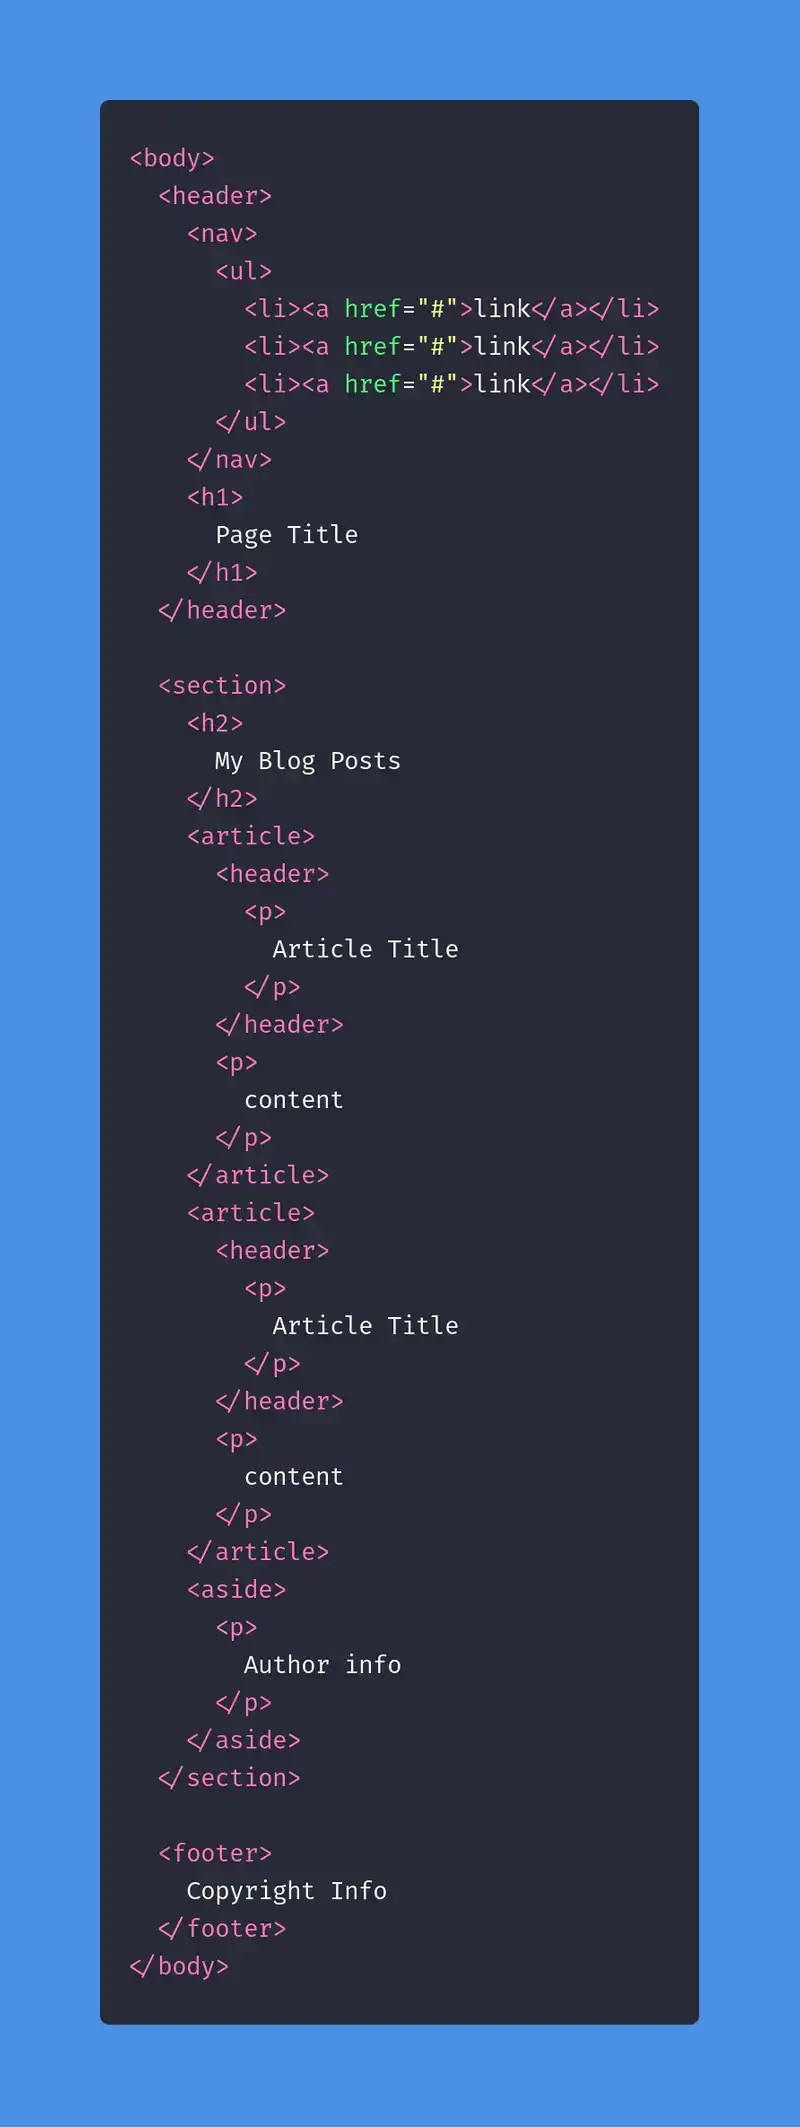 <body>
  <header>
    <nav>
      <ul>
        <li><a href="#">link</a></li>
        <li><a href="#">link</a></li>
        <li><a href="#">link</a></li>
      </ul>
    </nav>
    <h1>
      Page Title
    </h1>
  </header>

  <section>
    <h2>
      My Blog Posts
    </h2>
    <article>
      <header>
        <p>
          Article Title
        </p>
      </header>
      <p>
        content
      </p>
    </article>
    <article>
      <header>
        <p>
          Article Title
        </p>
      </header>
      <p>
        content
      </p>
    </article>
    <aside>
      <p>
        Author info
      </p>
    </aside>
  </section>

  <footer>
    Copyright Info
  </footer>
</body>